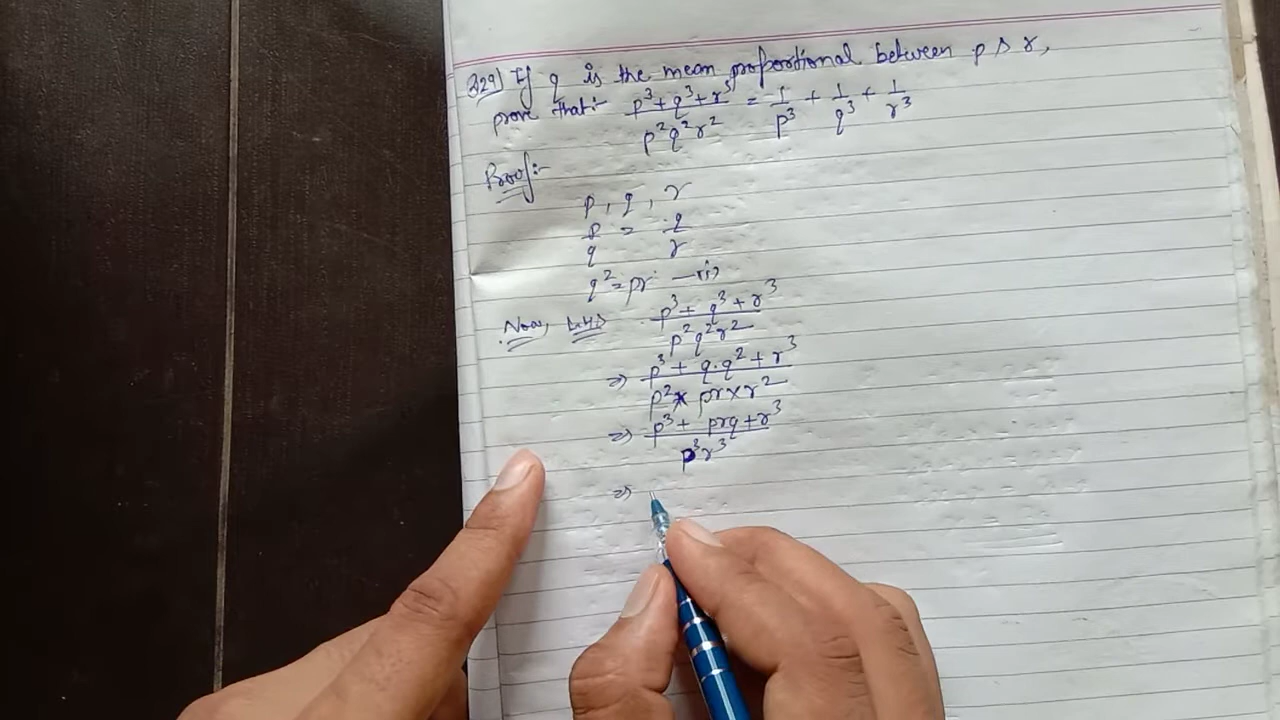 Q29) If q is the mean proportional between p & r,
prove that:- p³+q³+r³/p²q²r² = 1/p³ + 1/q³ + 1/r³
Proof:-
p, q, r
p/q = q/r
q² = pr —(i)
Now, LHS p³+q³+r³/p²q²r²
=> p³+q.q²+r³/p²×pr×r²
=> p³+prq+r³/p³r³
=>